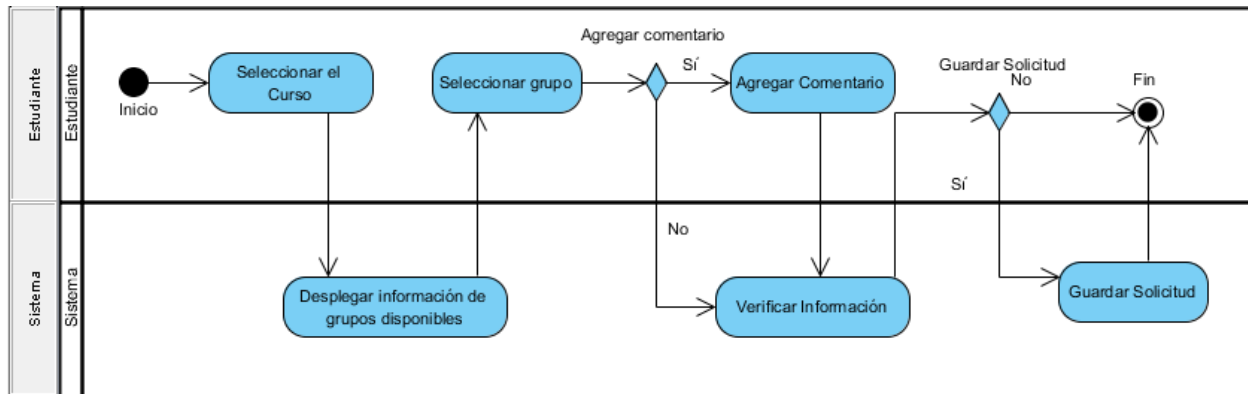 Estudiante
Estudiante
Inicio
Seleccionar el
Curso
Seleccionar grupo
Agregar comentario
Sí
Agregar Comentario
Guardar Solicitud
No
Fin
Sistema
Sistema
Desplegar información de
grupos disponibles
No
Verificar Información
Sí
Guardar Solicitud